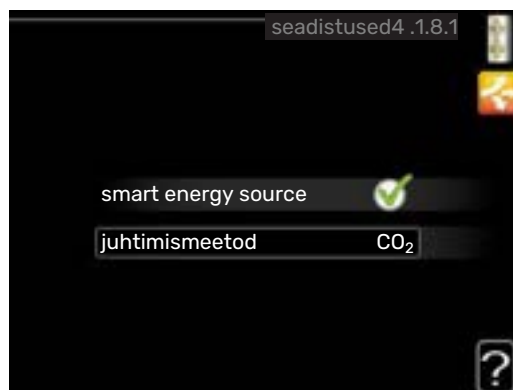 seadistused4 .1.8.1
smart energy source
juhtimismeetod CO₂
?